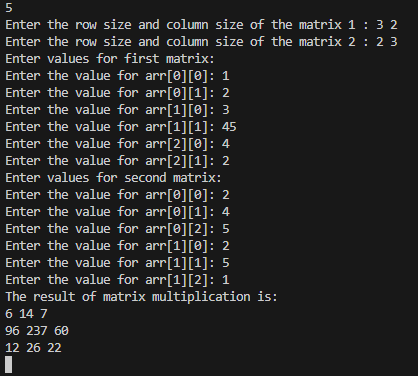 5
Enter the row size and column size of the matrix 1 : 3 2
Enter the row size and column size of the matrix 2 : 2 3
Enter values for first matrix:
Enter the value for arr[0][0]: 1
Enter the value for arr[0][1]: 2
Enter the value for arr[1][0]: 3
Enter the value for arr[1][1]: 45
Enter the value for arr[2][0]: 4
Enter the value for arr[2][1]: 2
Enter values for second matrix:
Enter the value for arr[0][0]: 2
Enter the value for arr[0][1]: 4
Enter the value for arr[0][2]: 5
Enter the value for arr[1][0]: 2
Enter the value for arr[1][1]: 5
Enter the value for arr[1][2]: 1
The result of matrix multiplication is:
6 14 7
96 237 60
12 26 22